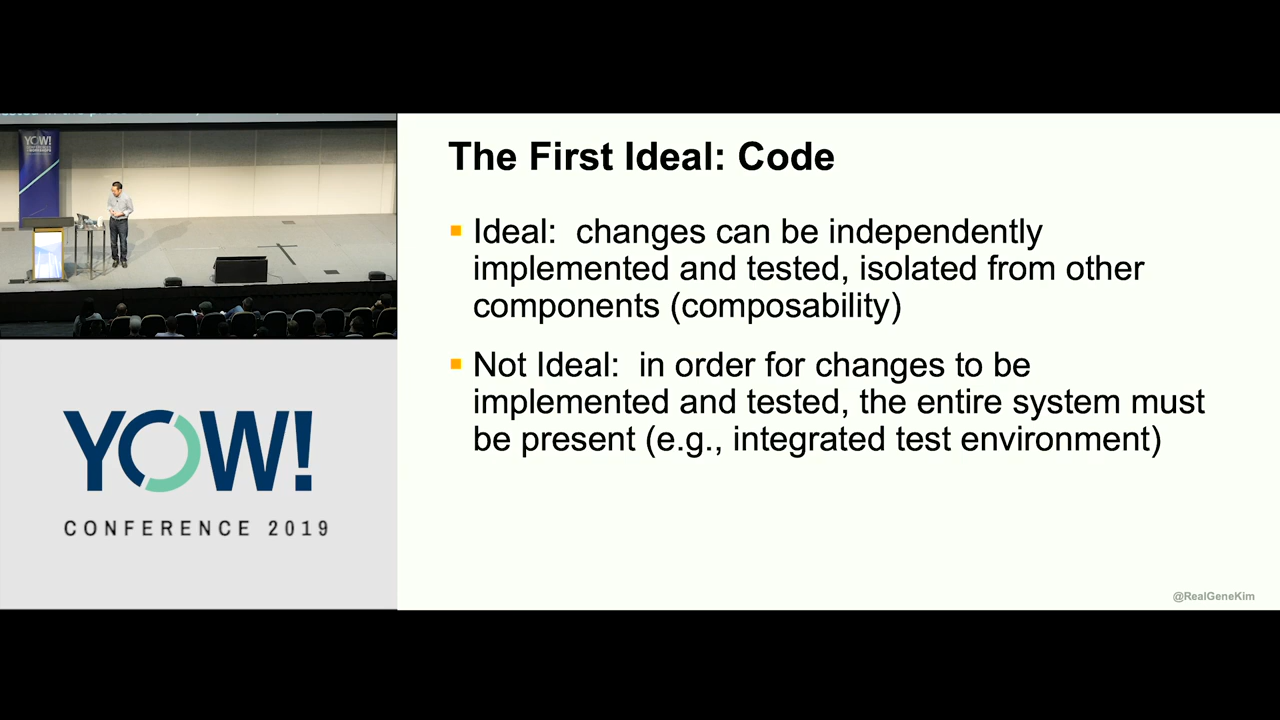 YOW!
The First Ideal: Code
Ideal:  changes can be independently
implemented and tested, isolated from other
components (composability)
Not Ideal:  in order for changes to be
implemented and tested, the entire system must
be present (e.g., integrated test environment)
YOW!
CONFERENCE 2019
@RealGeneKim